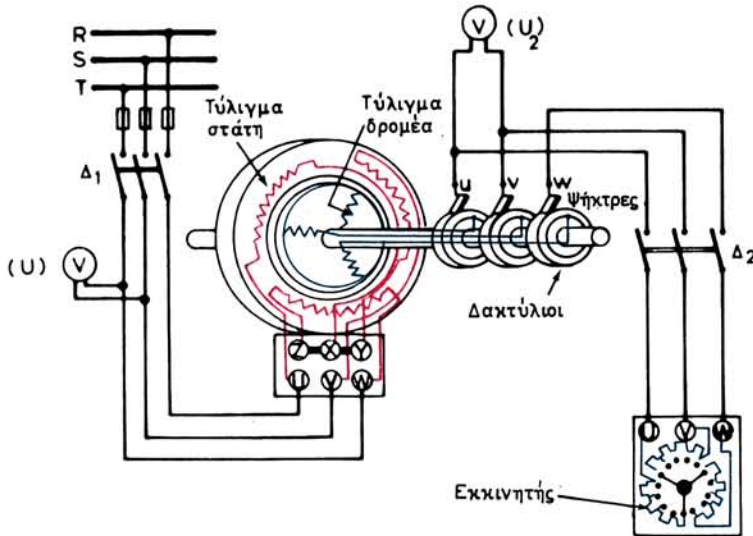 R
S
T
Δ1
(U)
V
Τύλιγμα
στάτη
Τύλιγμα
δρομέα
V
(U2)
u
v
w
Ψήκτρες
Δακτύλιοι
Δ2
Z X Y
U V W
U V W
Εκκινητής